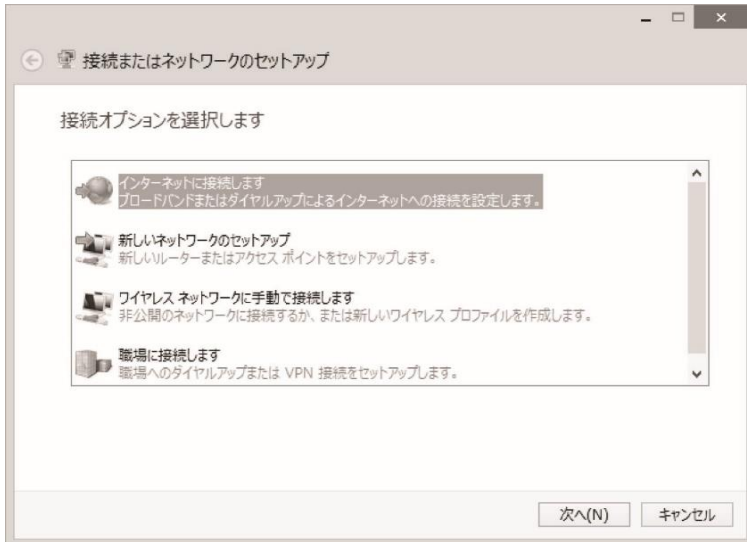 接続またはネットワークのセットアップ
接続オプションを選択します
インターネットに接続します
ブロードバンドまたはダイヤルアップによるインターネットへの接続を設定します。
新しいネットワークのセットアップ
新しいルーターまたはアクセス ポイントをセットアップします。
ワイヤレス ネットワークに手動で接続します
非公開のネットワークに接続するか、または新しいワイヤレス プロファイルを作成します。
職場に接続します
職場へのダイヤルアップまたは VPN 接続をセットアップします。
次へ(N)
キャンセル